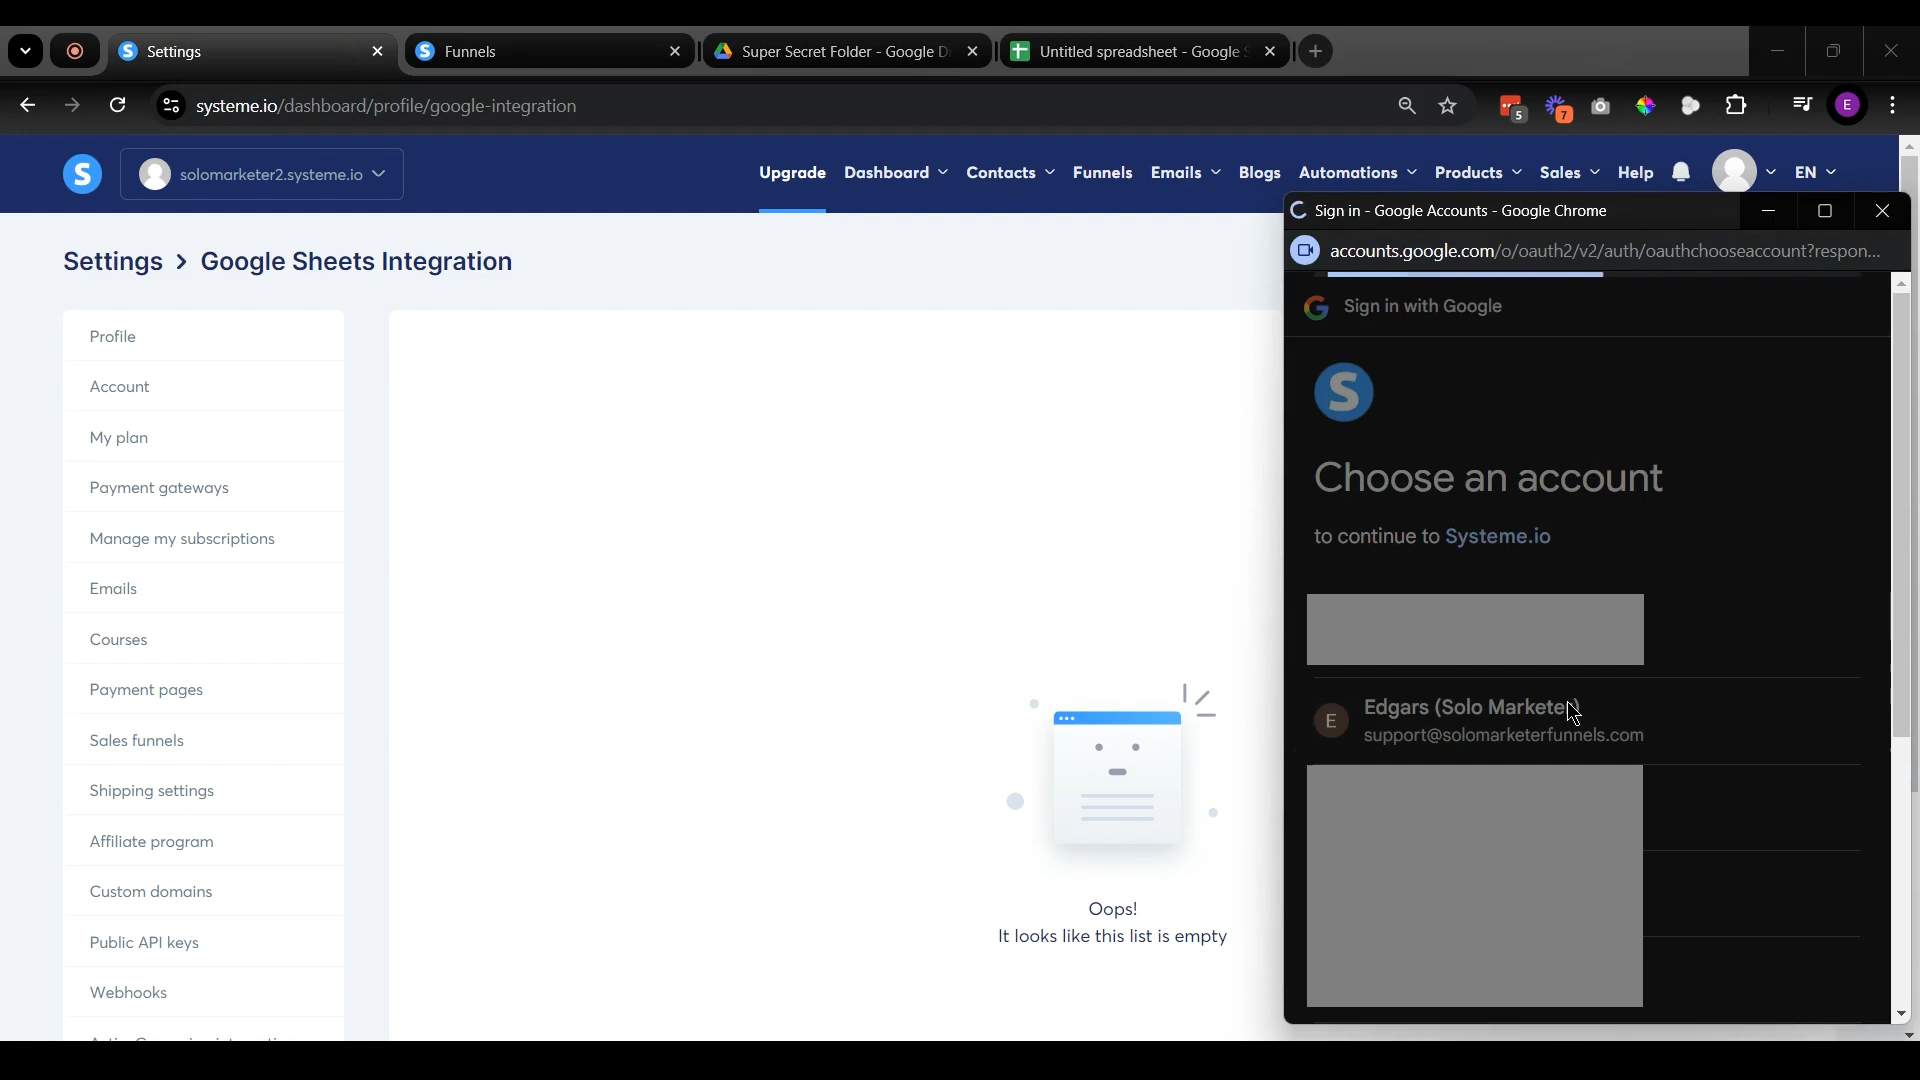 Settings
Funnels
Super Secret Folder - Google D
Untitled spreadsheet - Google S
systeme.io/dashboard/profile/google-integration
5
7
E
S
solomarketer2.systeme.io
Upgrade
Dashboard
Contacts
Funnels
Emails
Blogs
Automations
Products
Sales
Help
EN
Settings > Google Sheets Integration
Profile
Account
My plan
Payment gateways
Manage my subscriptions
Emails
Courses
Payment pages
Sales funnels
Shipping settings
Affiliate program
Custom domains
Public API keys
Webhooks
Oops!
It looks like this list is empty
Sign in - Google Accounts - Google Chrome
accounts.google.com/o/oauth2/v2/auth/oauthchooseaccount?respon...
Sign in with Google
S
Choose an account
to continue to Systeme.io
E
Edgars (Solo Marketer)
support@solomarketerfunnels.com